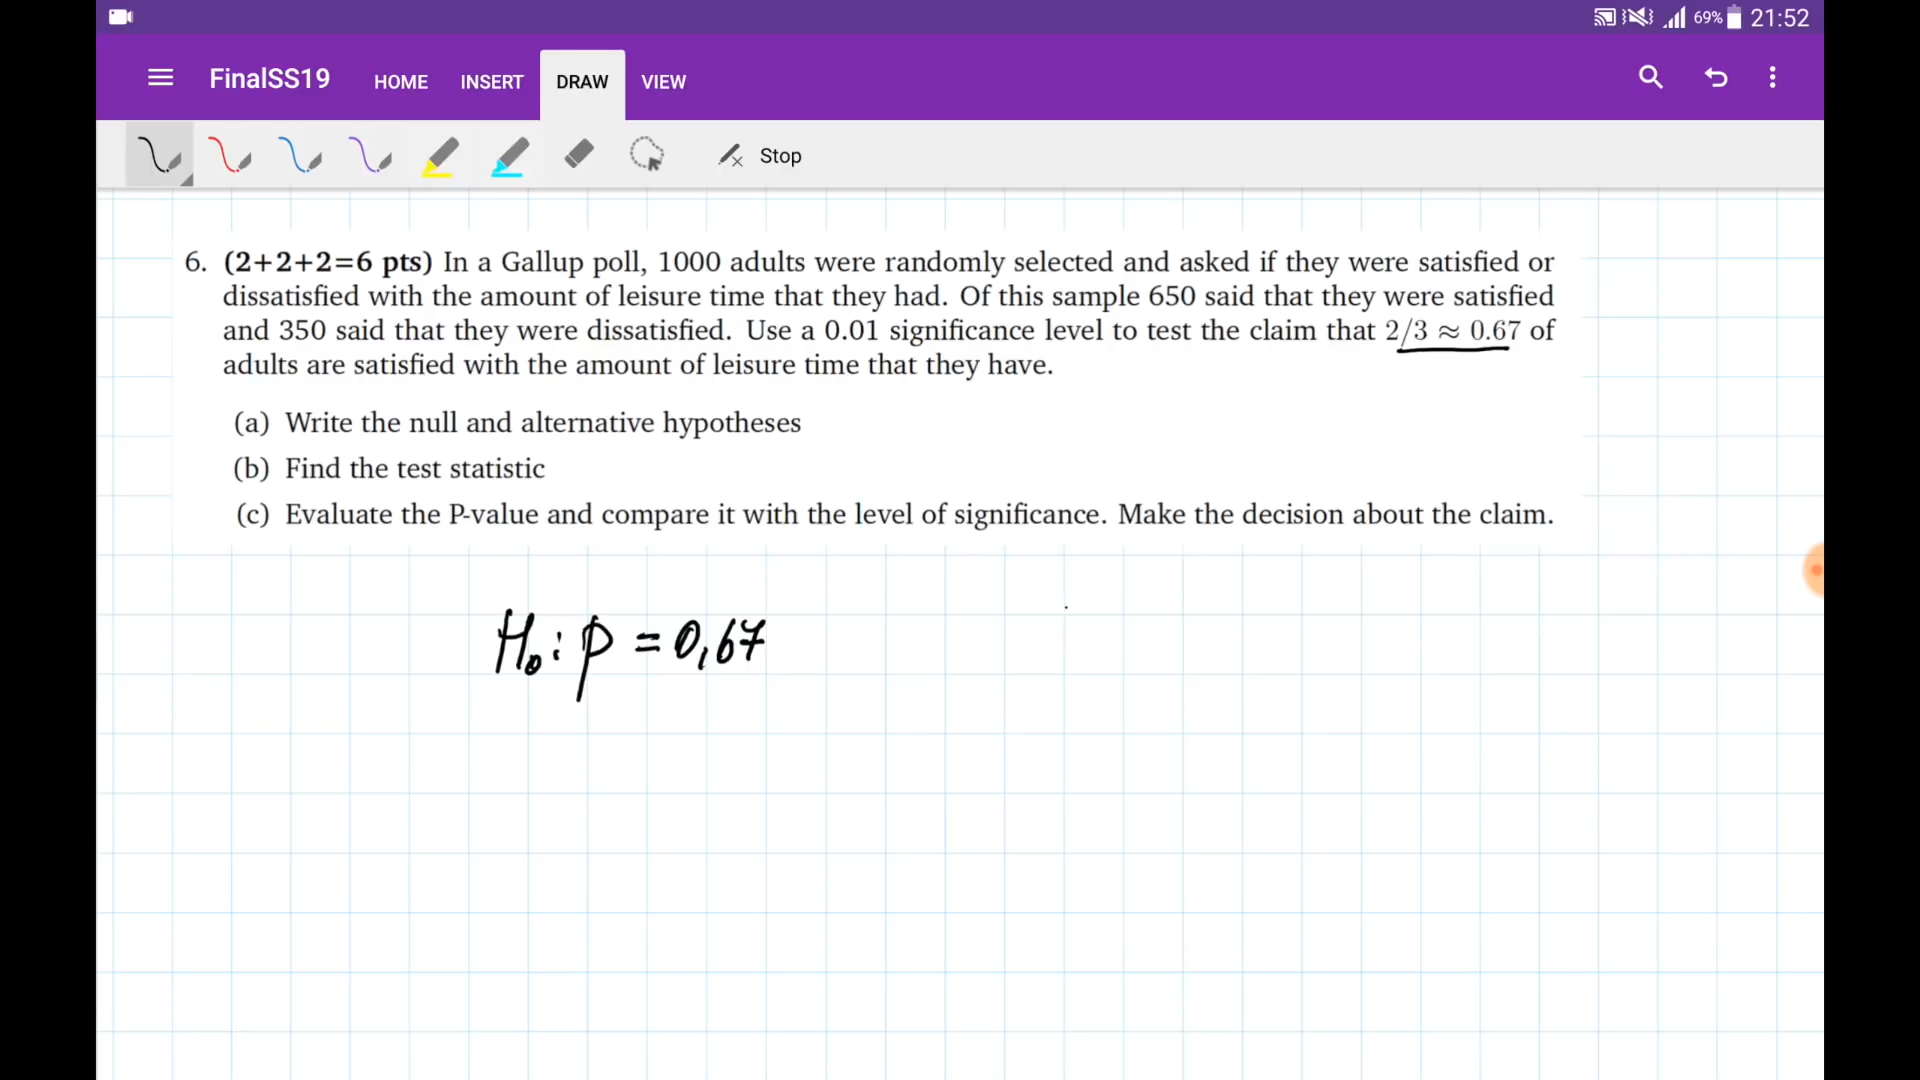 69% 21:52
FinalSS19 HOME INSERT DRAW VIEW
Stop
6. (2+2+2=6 pts) In a Gallup poll, 1000 adults were randomly selected and asked if they were satisfied or
dissatisfied with the amount of leisure time that they had. Of this sample 650 said that they were satisfied
and 350 said that they were dissatisfied. Use a 0.01 significance level to test the claim that 2/3 ≈ 0.67 of
adults are satisfied with the amount of leisure time that they have.
(a) Write the null and alternative hypotheses
(b) Find the test statistic
(c) Evaluate the P-value and compare it with the level of significance. Make the decision about the claim.
H₀: p = 0,67